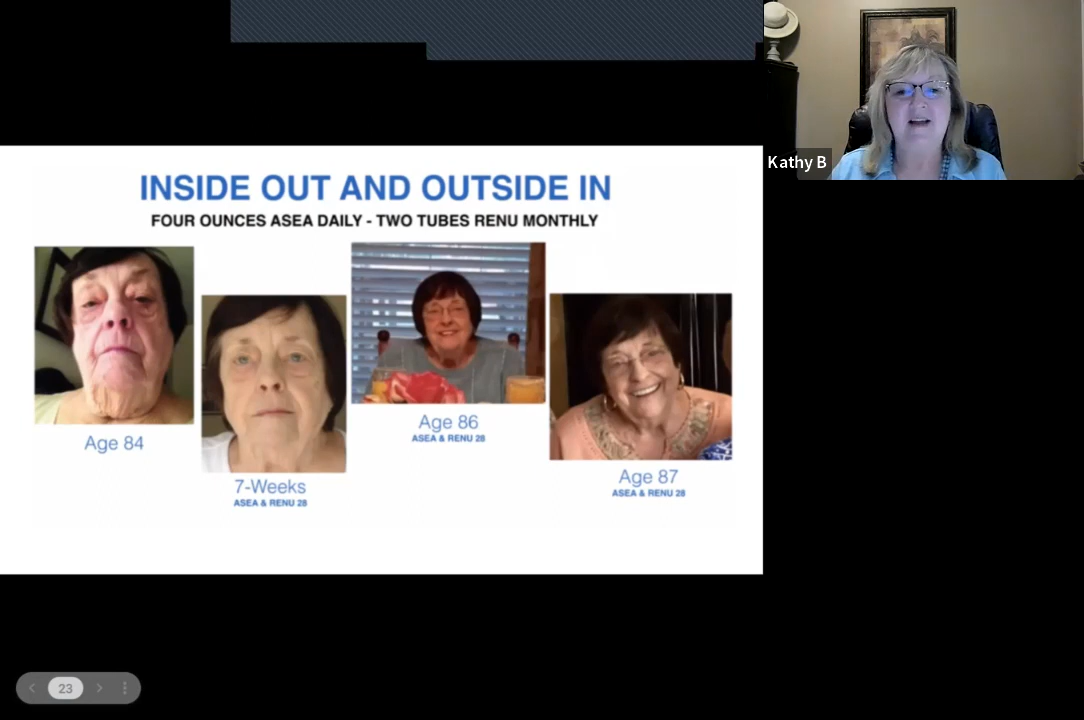 INSIDE OUT AND OUTSIDE IN
FOUR OUNCES ASEA DAILY - TWO TUBES RENU MONTHLY
Age 84
7-Weeks
ASEA & RENU 28
Age 86
ASEA & RENU 28
Age 87
ASEA & RENU 28
Kathy B
23